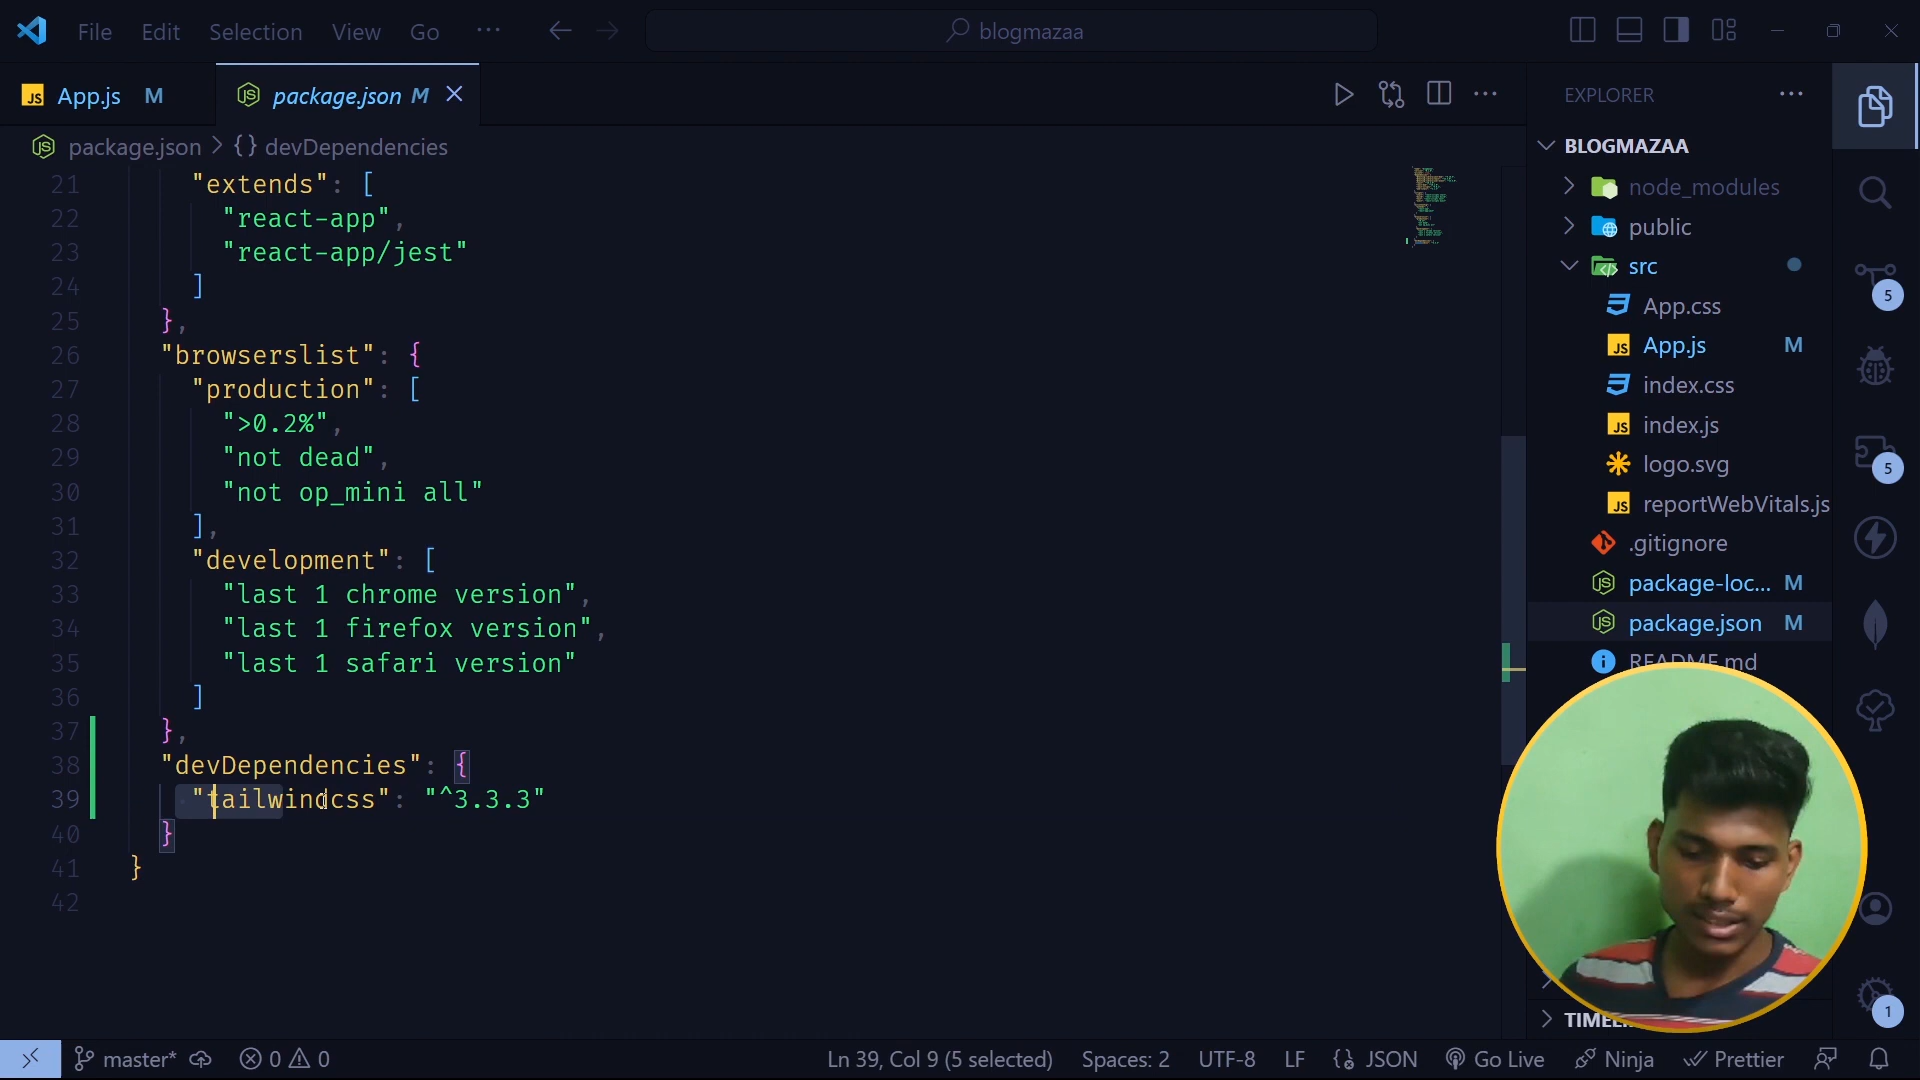 File Edit Selection View Go ··· blogmazaa
JS App.js M
package.json M
package.json > {} devDependencies
21 "extends": [
22 "react-app",
23 "react-app/jest"
24 ]
25 },
26 "browserslist": {
27 "production": [
28 ">0.2%",
29 "not dead",
30 "not op_mini all"
31 ],
32 "development": [
33 "last 1 chrome version",
34 "last 1 firefox version",
35 "last 1 safari version"
36 ]
37 },
38 "devDependencies": {
39 "tailwindcss": "^3.3.3"
40 }
41 }
42
EXPLORER
BLOGMAZAA
node_modules
public
src
App.css
JS App.js M
index.css
JS index.js
logo.svg
JS reportWebVitals.js
.gitignore
package-loc... M
package.json M
README.md
5
5
1
master* 0 0 Ln 39, Col 9 (5 selected) Spaces: 2 UTF-8 LF JSON Go Live Ninja Prettier